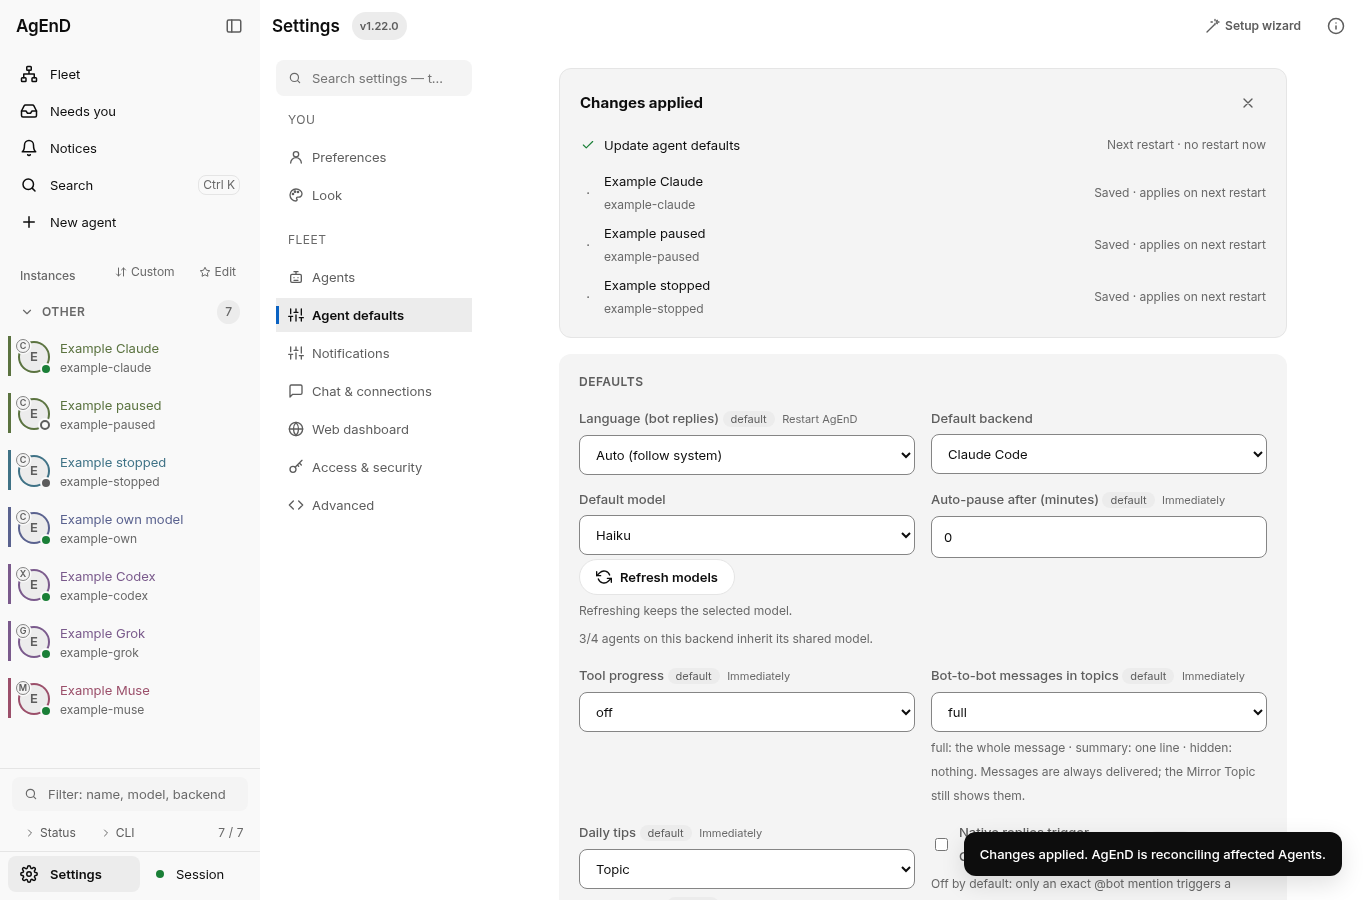 AgEnD
Fleet
Needs you
Notices
Search
Ctrl K
New agent
Instances
Custom
Edit
OTHER
7
C
E
Example Claude
example-claude
C
E
Example paused
example-paused
C
E
Example stopped
example-stopped
C
E
Example own model
example-own
X
E
Example Codex
example-codex
G
E
Example Grok
example-grok
M
E
Example Muse
example-muse
Filter: name, model, backend
Status
CLI
7 / 7
Settings
Session
Settings
v1.22.0
Setup wizard
Search settings — t...
YOU
Preferences
Look
FLEET
Agents
Agent defaults
Notifications
Chat & connections
Web dashboard
Access & security
Advanced
Changes applied
Update agent defaults
Next restart · no restart now
Example Claude
example-claude
Saved · applies on next restart
Example paused
example-paused
Saved · applies on next restart
Example stopped
example-stopped
Saved · applies on next restart
DEFAULTS
Language (bot replies) default Restart AgEnD
Auto (follow system)
Default backend
Claude Code
Default model
Haiku
Refresh models
Refreshing keeps the selected model.
3/4 agents on this backend inherit its shared model.
Auto-pause after (minutes) default Immediately
0
Tool progress default Immediately
off
Bot-to-bot messages in topics default Immediately
full
full: the whole message · summary: one line · hidden:
nothing. Messages are always delivered; the Mirror Topic
still shows them.
Daily tips default Immediately
Topic
Native replies trigger
Off by default: only an exact @bot mention triggers a
Changes applied. AgEnD is reconciling affected Agents.